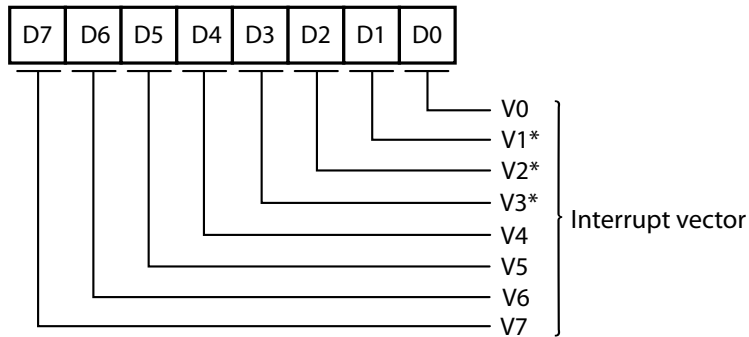 D7 D6 D5 D4 D3 D2 D1 D0
V0
V1*
V2*
V3*
Interrupt vector
V4
V5
V6
V7